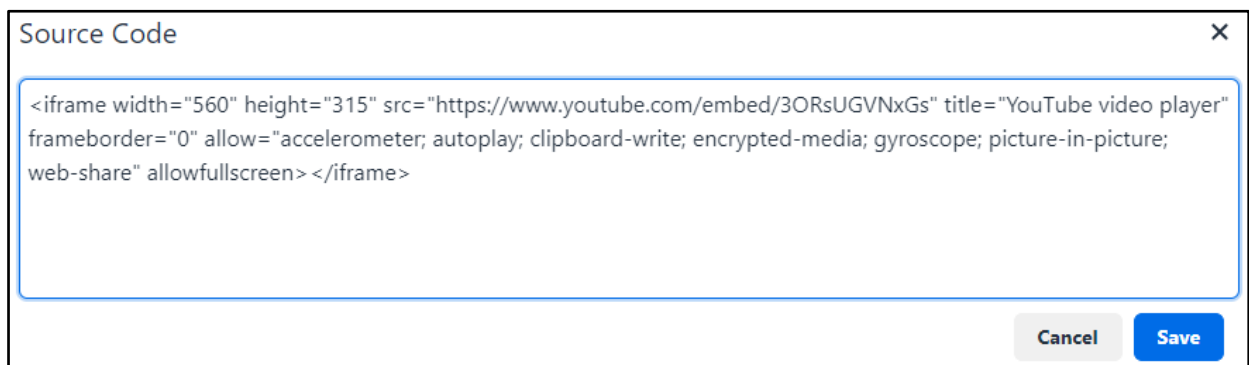 Source Code
<iframe width="560" height="315" src="https://www.youtube.com/embed/3ORsUGVNxGs" title="YouTube video player"
frameborder="0" allow="accelerometer; autoplay; clipboard-write; encrypted-media; gyroscope; picture-in-picture;
web-share" allowfullscreen></iframe>
Cancel
Save